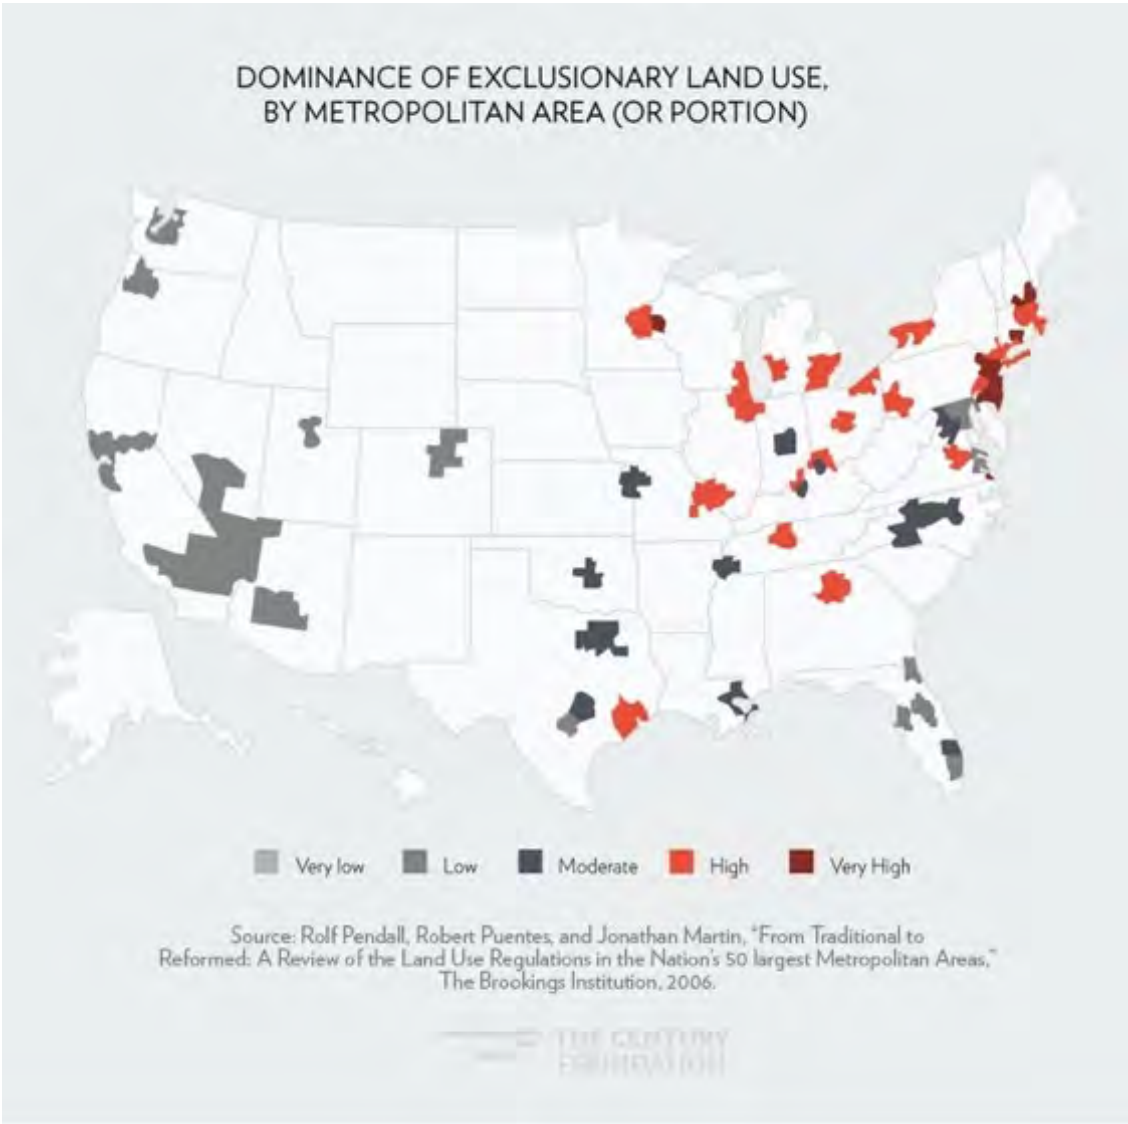 DOMINANCE OF EXCLUSIONARY LAND USE,
BY METROPOLITAN AREA (OR PORTION)
Very low
Low
Moderate
High
Very High
Source: Rolf Pendall, Robert Puentes, and Jonathan Martin, "From Traditional to
Reformed: A Review of the Land Use Regulations in the Nation's 50 largest Metropolitan Areas,"
The Brookings Institution, 2006.
THE CENTURY
FOUNDATION